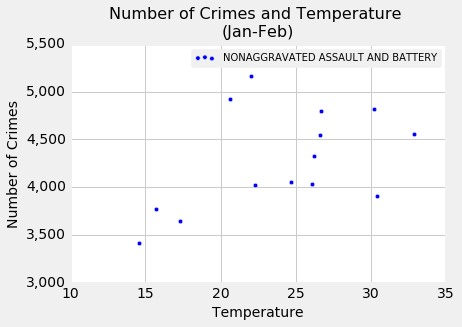 Number of Crimes and Temperature
(Jan-Feb)
NONAGGRAVATED ASSAULT AND BATTERY
Number of Crimes
5,500
5,000
4,500
4,000
3,500
3,000
10 15 20 25 30 35
Temperature